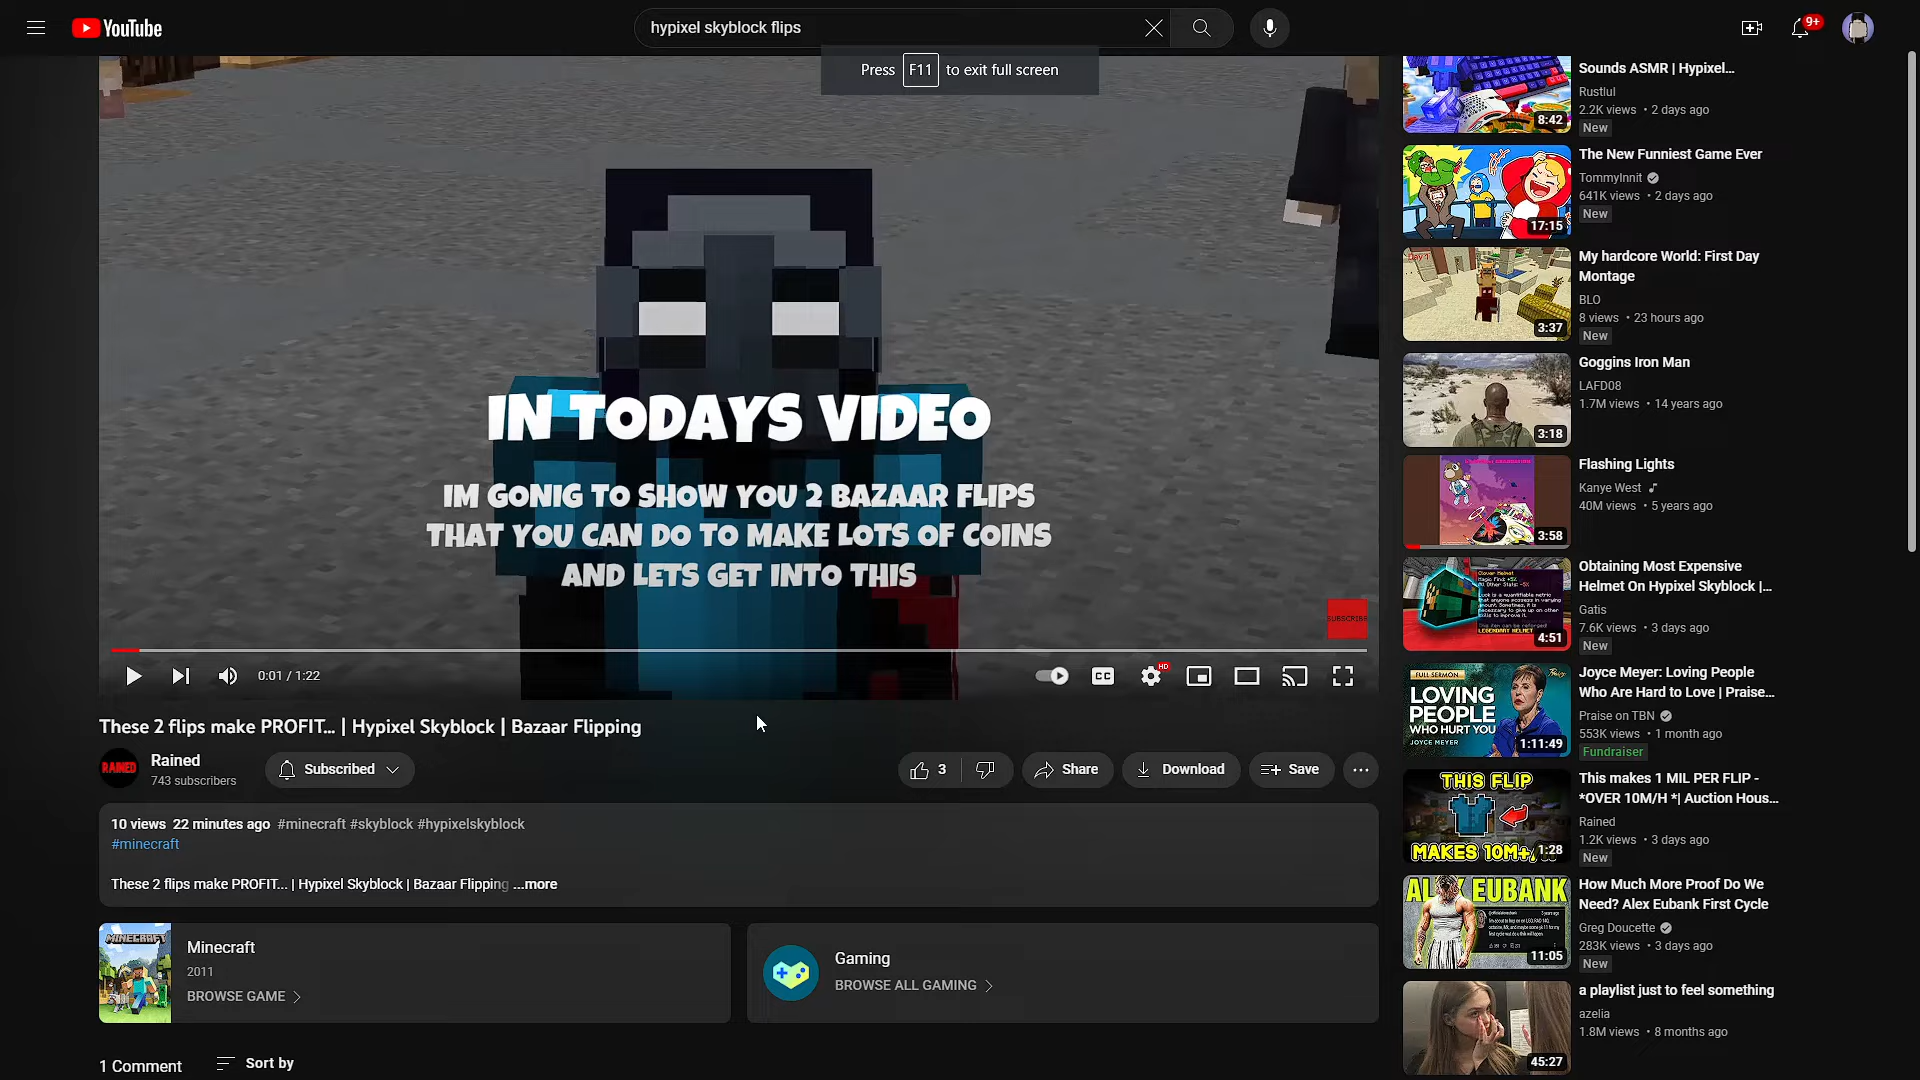 YouTube
hypixel skyblock flips
9+
Press F11 to exit full screen
IN TODAYS VIDEO
IM GONIG TO SHOW YOU 2 BAZAAR FLIPS
THAT YOU CAN DO TO MAKE LOTS OF COINS
AND LETS GET INTO THIS
SUBSCRIBE
0:01 / 1:22
CC
HD
These 2 flips make PROFIT... | Hypixel Skyblock | Bazaar Flipping
RAINED
Rained
743 subscribers
Subscribed
3
Share
Download
Save
10 views 22 minutes ago #minecraft #skyblock #hypixelskyblock
#minecraft
These 2 flips make PROFIT... | Hypixel Skyblock | Bazaar Flipping ...more
MINECRAFT
Minecraft
2011
BROWSE GAME
Gaming
BROWSE ALL GAMING
1 Comment
Sort by
8:42
Sounds ASMR | Hypixel...
Rustlul
2.2K views • 2 days ago
New
17:15
The New Funniest Game Ever
TommyInnit
641K views • 2 days ago
New
Day 1
3:37
My hardcore World: First Day
Montage
BLO
8 views • 23 hours ago
New
3:18
Goggins Iron Man
LAFD08
1.7M views • 14 years ago
3:58
Flashing Lights
Kanye West
40M views • 5 years ago
4:51
Obtaining Most Expensive
Helmet On Hypixel Skyblock |...
Gatis
7.6K views • 3 days ago
New
FULL SERMON
LOVING
PEOPLE
WHO HURT YOU
JOYCE MEYER
1:11:49
Joyce Meyer: Loving People
Who Are Hard to Love | Praise...
Praise on TBN
553K views • 1 month ago
Fundraiser
THIS FLIP
MAKES 10M+/
1:28
This makes 1 MIL PER FLIP -
*OVER 10M/H *| Auction Hous...
Rained
1.2K views • 3 days ago
New
EUBANK
11:05
How Much More Proof Do We
Need? Alex Eubank First Cycle
Greg Doucette
283K views • 3 days ago
New
45:27
a playlist just to feel something
azelia
1.8M views • 8 months ago